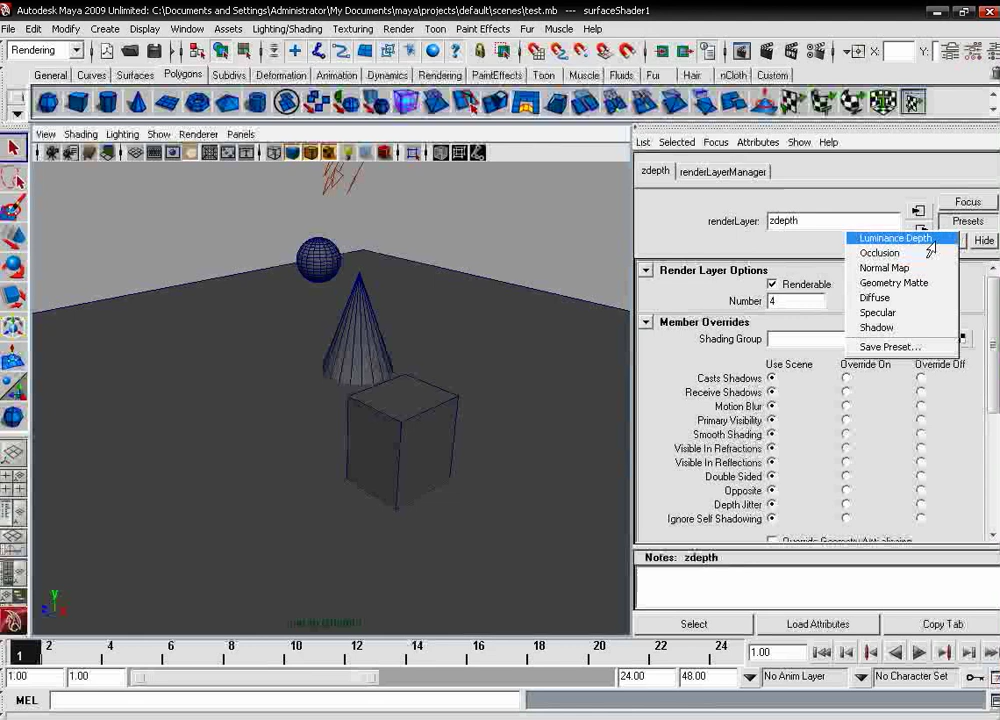 Autodesk Maya 2009 Unlimited: C:\Documents and Settings\Administrator\My Documents\maya\projects\default\scenes\test.mb --- surfaceShader1
File Edit Modify Create Display Window Assets Lighting/Shading Texturing Render Toon Paint Effects Fur Muscle Help
Rendering X: Y:
General Curves Surfaces Polygons Subdivs Deformation Animation Dynamics Rendering PaintEffects Toon Muscle Fluids Fur Hair nCloth Custom
View Shading Lighting Show Renderer Panels
List Selected Focus Attributes Show Help
zdepth renderLayerManager
Focus
renderLayer: zdepth Presets
Hide
Luminance Depth
Occlusion
Normal Map
Geometry Matte
Diffuse
Specular
Shadow
Save Preset...
Render Layer Options
Renderable
Number 4
Member Overrides
Shading Group
Use Scene Override On Override Off
Casts Shadows
Receive Shadows
Motion Blur
Primary Visibility
Smooth Shading
Visible In Refractions
Visible In Reflections
Double Sided
Opposite
Depth Jitter
Ignore Self Shadowing
Notes: zdepth
Select Load Attributes Copy Tab
y
1 2 4 6 8 10 12 14 16 18 20 22 24 1.00
1.00 1.00 24.00 48.00 No Anim Layer No Character Set
MEL